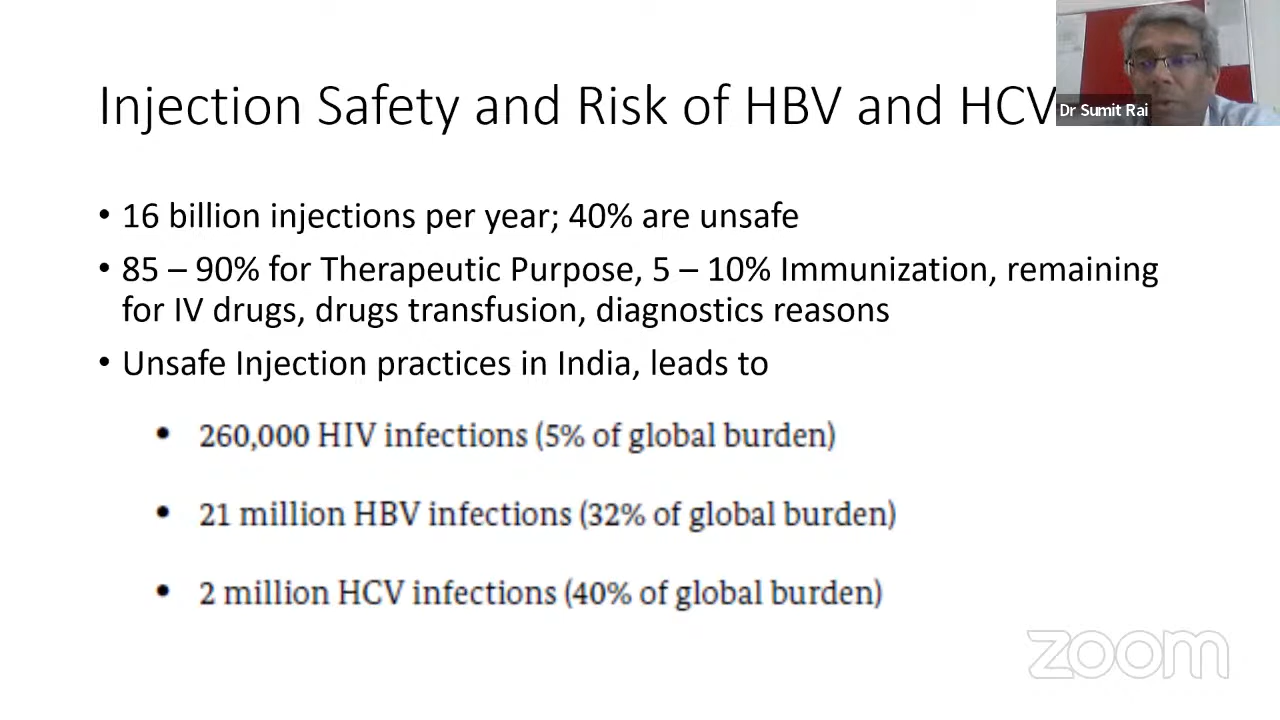 Injection Safety and Risk of HBV and HCV
Dr Sumit Rai
• 16 billion injections per year; 40% are unsafe
• 85 – 90% for Therapeutic Purpose, 5 – 10% Immunization, remaining
for IV drugs, drugs transfusion, diagnostics reasons
• Unsafe Injection practices in India, leads to
• 260,000 HIV infections (5% of global burden)
• 21 million HBV infections (32% of global burden)
• 2 million HCV infections (40% of global burden)
zoom